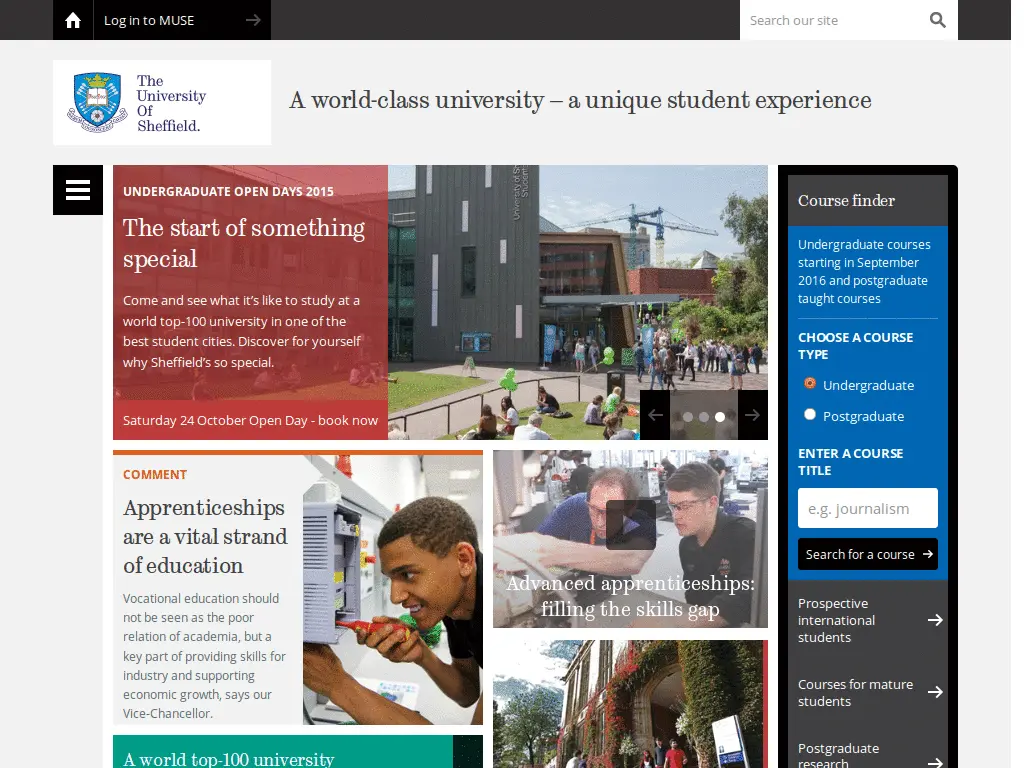 Log in to MUSE
Search our site
The
University
Of
Sheffield.
A world-class university – a unique student experience
UNDERGRADUATE OPEN DAYS 2015
The start of something
special
Come and see what it's like to study at a
world top-100 university in one of the
best student cities. Discover for yourself
why Sheffield's so special.
Saturday 24 October Open Day - book now
COMMENT
Apprenticeships
are a vital strand
of education
Vocational education should
not be seen as the poor
relation of academia, but a
key part of providing skills for
industry and supporting
economic growth, says our
Vice-Chancellor.
Advanced apprenticeships:
filling the skills gap
A world top-100 university
Course finder
Undergraduate courses
starting in September
2016 and postgraduate
taught courses
CHOOSE A COURSE
TYPE
Undergraduate
Postgraduate
ENTER A COURSE
TITLE
e.g. journalism
Search for a course
Prospective
international
students
Courses for mature
students
Postgraduate
research